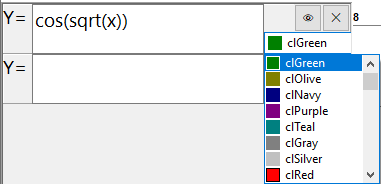 Y= cos(sqrt(x))
8
clGreen
Y=
clGreen
clOlive
clNavy
clPurple
clTeal
clGray
clSilver
clRed